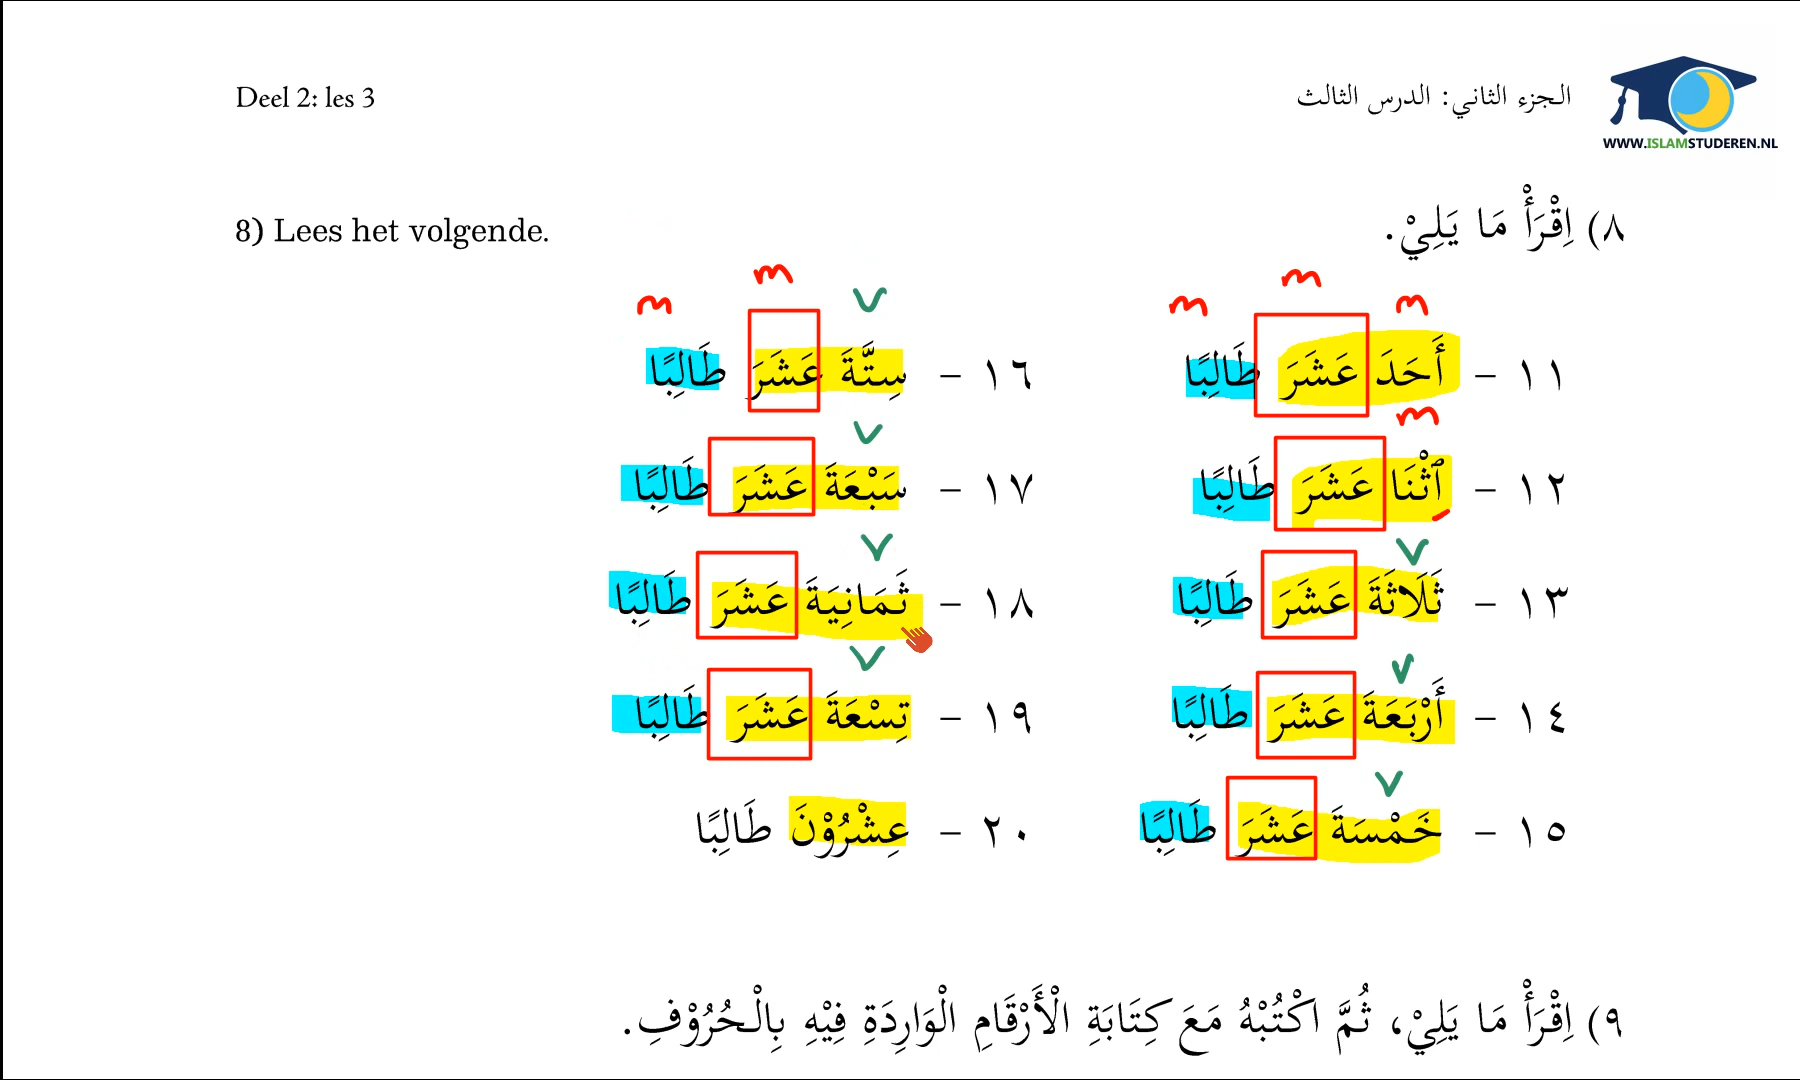 Deel 2: les 3
الجزء الثاني: الدرس الثالث
WWW.ISLAMSTUDEREN.NL
8) Lees het volgende.
٨) اِقْرَأْ مَا يَلِيْ.
m m m
١١ – أَحَدَ عَشَرَ طَالِبًا
m
١٢ – ٱثْنَا عَشَرَ طَالِبًا
v
١٣ – ثَلَاثَةَ عَشَرَ طَالِبًا
v
١٤ – أَرْبَعَةَ عَشَرَ طَالِبًا
v
١٥ – خَمْسَةَ عَشَرَ طَالِبًا
m m v
١٦ – سِتَّةَ عَشَرَ طَالِبًا
v
١٧ – سَبْعَةَ عَشَرَ طَالِبًا
v
١٨ – ثَمَانِيَةَ عَشَرَ طَالِبًا
v
١٩ – تِسْعَةَ عَشَرَ طَالِبًا
٢٠ – عِشْرُوْنَ طَالِبًا
٩) اِقْرَأْ مَا يَلِيْ، ثُمَّ اكْتُبْهُ مَعَ كِتَابَةِ الْأَرْقَامِ الْوَارِدَةِ فِيْهِ بِالْحُرُوْفِ.